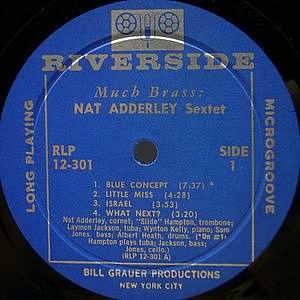 RIVERSIDE
Much Brass:
NAT ADDERLEY Sextet
LONG PLAYING
MICROGROOVE
RLP
12-301
SIDE
1
1. BLUE CONCEPT (7:37) *
2. LITTLE MISS (4:28)
3. ISRAEL (3:53)
4. WHAT NEXT? (3:20)
Nat Adderley, cornet; "Slide" Hampton, trombone;
Laymon Jackson, tuba; Wynton Kelly, piano; Sam
Jones, bass; Albert Heath, drums. (*On #1:
Hampton plays tuba; Jackson, bass;
Jones, cello.)
(RLP 12-301 A)
BILL GRAUER PRODUCTIONS
NEW YORK CITY